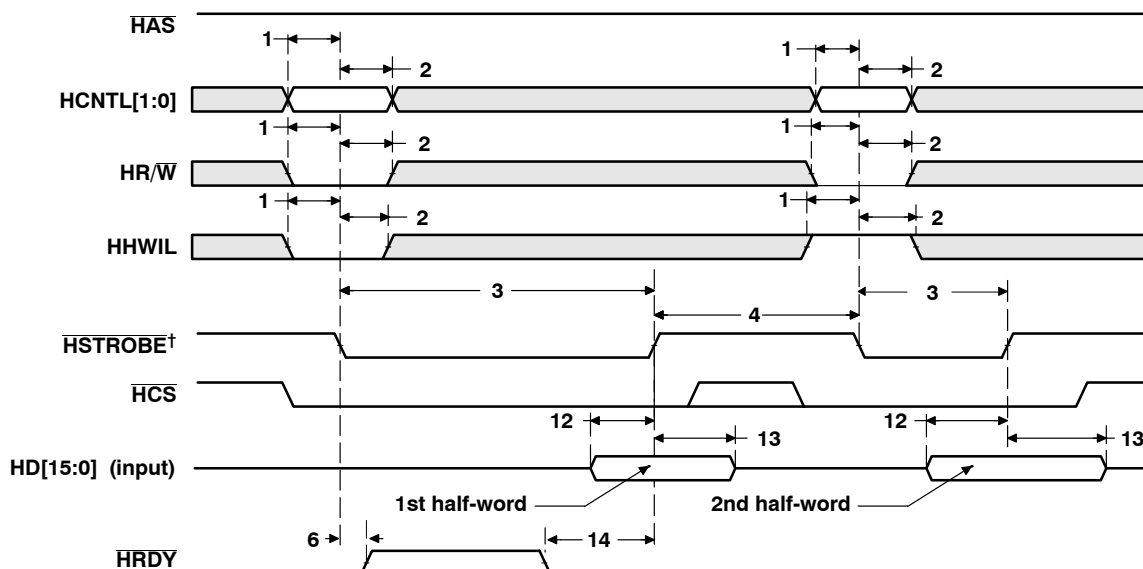 HAS
1
1
2
2
HCNTL[1:0]
1
1
2
2
HR/W
1
1
2
2
HHWIL
3
3
4
HSTROBE†
HCS
12
12
13
13
HD[15:0] (input)
1st half-word
2nd half-word
6
14
HRDY